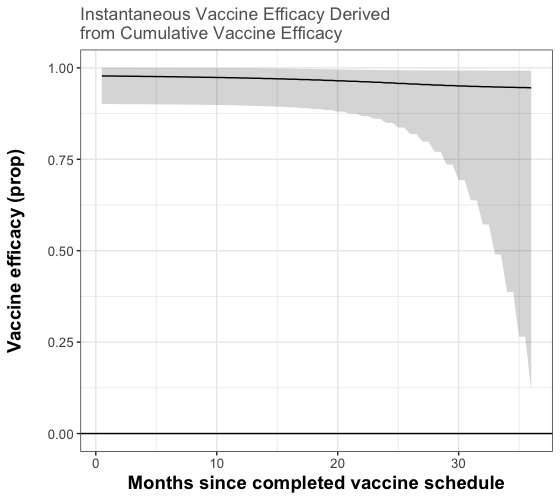 Instantaneous Vaccine Efficacy Derived
from Cumulative Vaccine Efficacy
Vaccine efficacy (prop)
1.00
0.75
0.50
0.25
0.00
0 10 20 30
Months since completed vaccine schedule